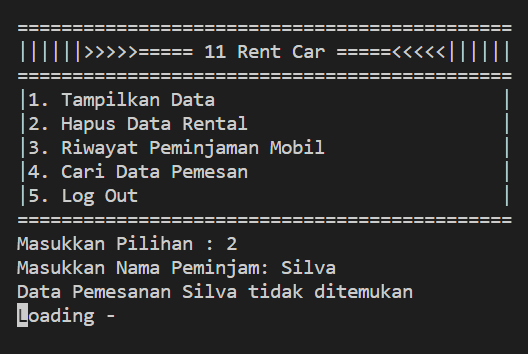 =============================================
||||||>>>>>===== 11 Rent Car =====<<<<<||||||
=============================================
|1. Tampilkan Data                          |
|2. Hapus Data Rental                       |
|3. Riwayat Peminjaman Mobil                |
|4. Cari Data Pemesan                       |
|5. Log Out                                 |
=============================================
Masukkan Pilihan : 2
Masukkan Nama Peminjam: Silva
Data Pemesanan Silva tidak ditemukan
Loading -